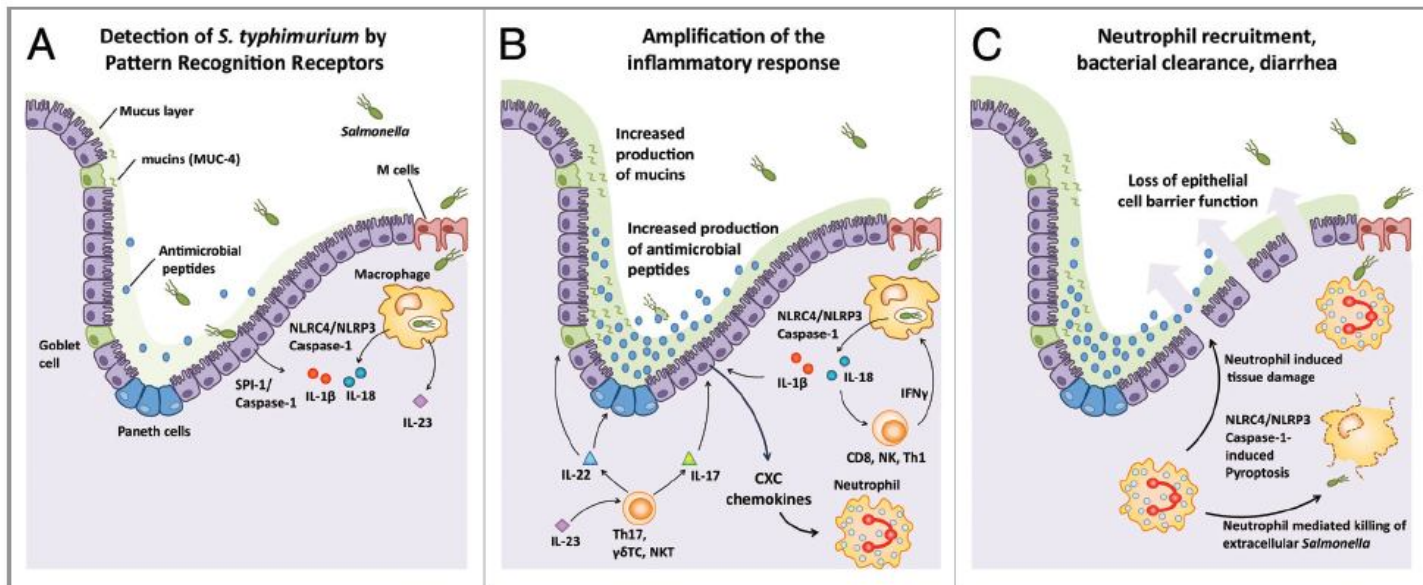 A
Detection of S. typhimurium by
Pattern Recognition Receptors
Mucus layer
Salmonella
mucins (MUC-4)
M cells
Antimicrobial
peptides
Macrophage
NLRC4/NLRP3
Caspase-1
Goblet
cell
SPI-1/
Caspase-1
IL-1β
IL-18
IL-23
Paneth cells
B
Amplification of the
inflammatory response
Increased
production
of mucins
Increased production
of antimicrobial
peptides
NLRC4/NLRP3
Caspase-1
IL-1β
IL-18
IFNγ
CD8, NK, Th1
IL-22
IL-17
CXC
chemokines
Neutrophil
IL-23
Th17,
γδTC, NKT
C
Neutrophil recruitment,
bacterial clearance, diarrhea
Loss of epithelial
cell barrier function
Neutrophil induced
tissue damage
NLRC4/NLRP3
Caspase-1-
induced
Pyroptosis
Neutrophil mediated killing of
extracellular Salmonella